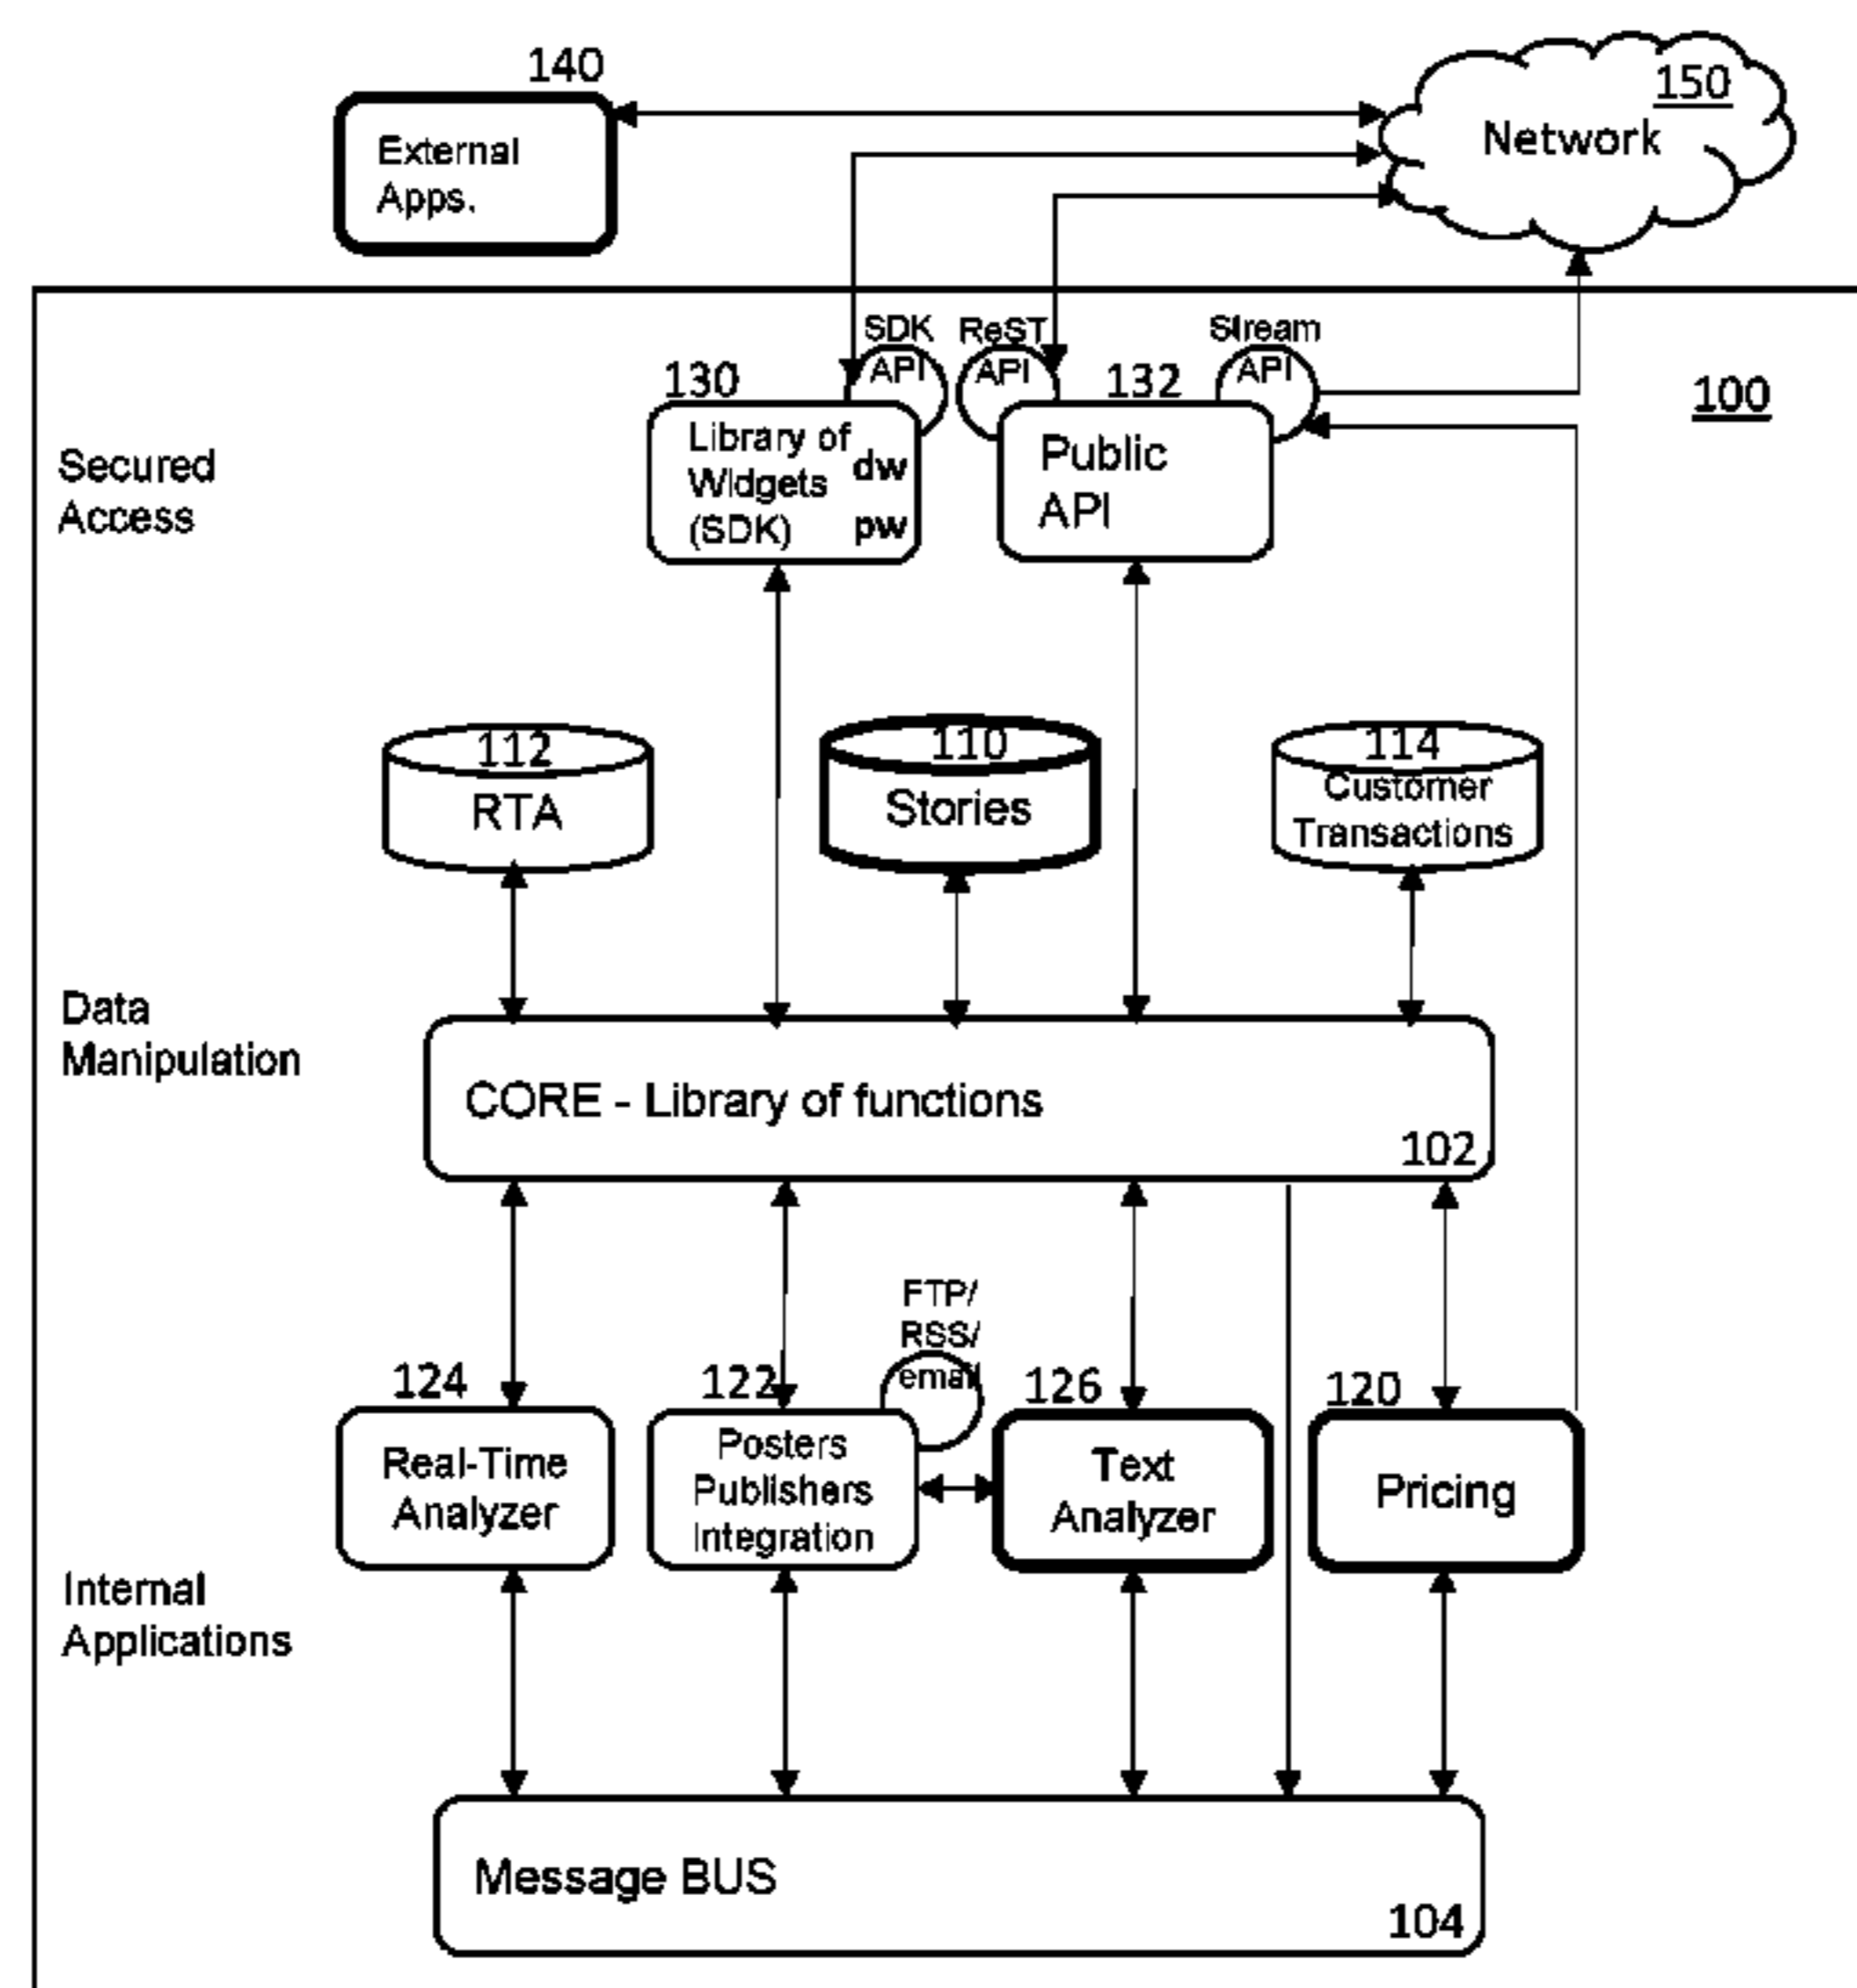 140
External
Apps.
150
Network
SDK
API
ReST
API
Stream
API
130
132
100
Library of
Widgets
(SDK)
dw
pw
Public
API
Secured
Access
112
RTA
110
Stories
114
Customer
Transactions
Data
Manipulation
CORE - Library of functions
102
FTP/
RSS/
email
124
122
126
120
Real-Time
Analyzer
Posters
Publishers
Integration
Text
Analyzer
Pricing
Internal
Applications
Message BUS
104